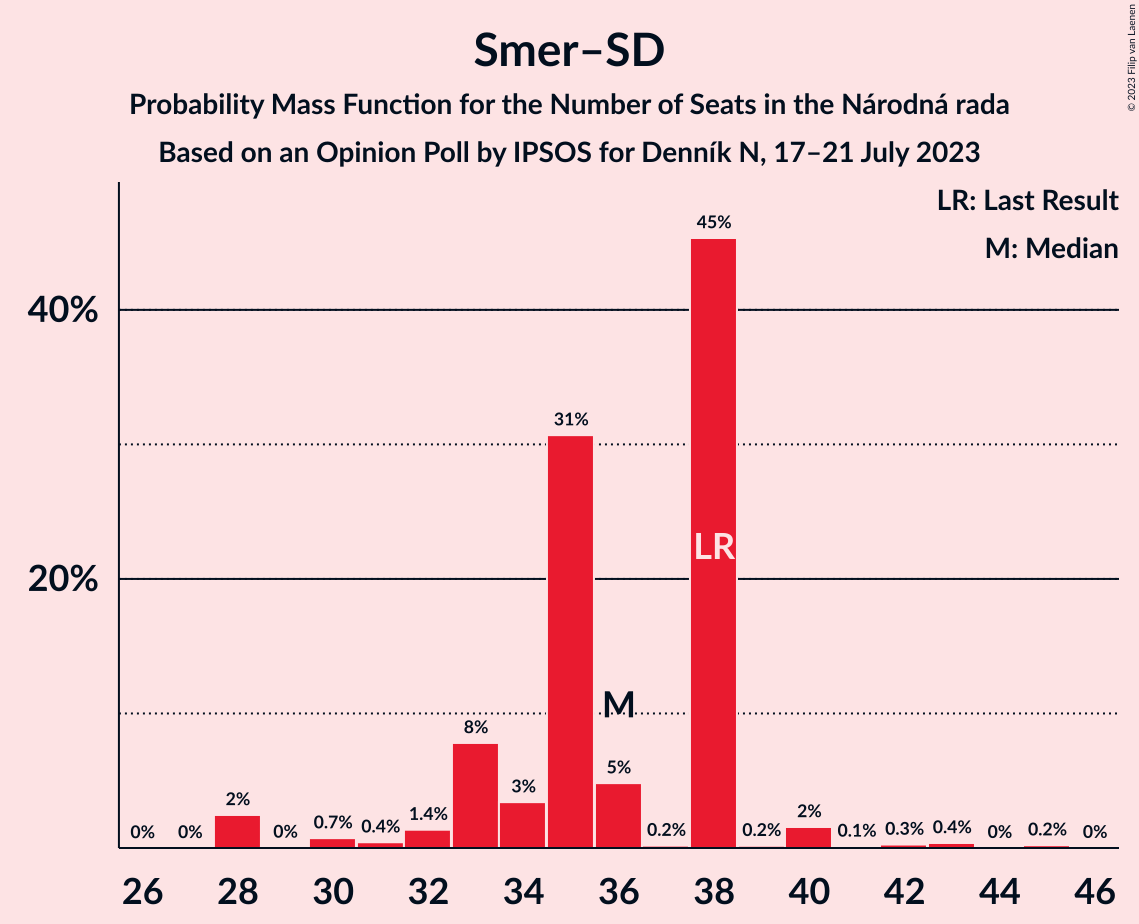 Smer–SD
Probability Mass Function for the Number of Seats in the Národná rada
Based on an Opinion Poll by IPSOS for Denník N, 17–21 July 2023
© 2023 Filip van Laenen
LR: Last Result
M: Median
40%
20%
0%
0%
2%
0%
0.7%
0.4%
1.4%
8%
3%
31%
5%
0.2%
45%
0.2%
2%
0.1%
0.3%
0.4%
0%
0.2%
0%
M
LR
26 28 30 32 34 36 38 40 42 44 46